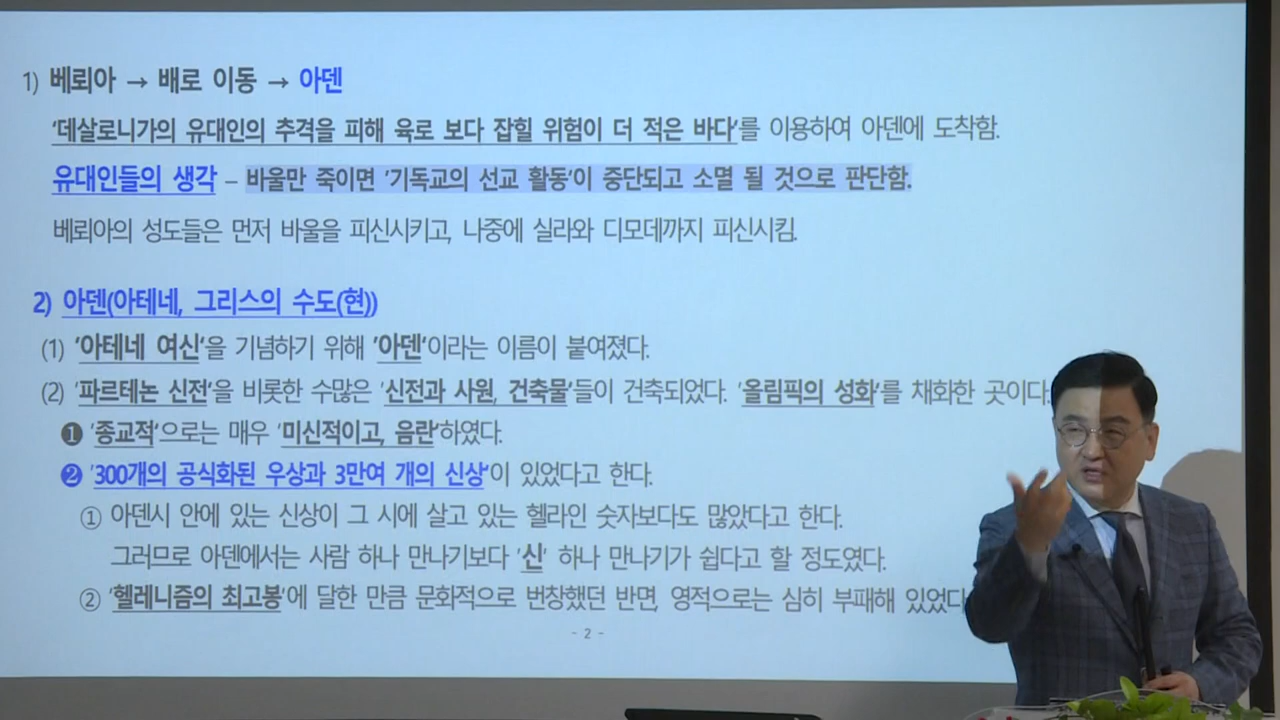 1) 베뢰아 → 배로 이동 → 아덴
'데살로니가의 유대인의 추격을 피해 육로 보다 잡힐 위험이 더 적은 바다'를 이용하여 아덴에 도착함.
유대인들의 생각 – 바울만 죽이면 '기독교의 선교 활동'이 중단되고 소멸 될 것으로 판단함.
베뢰아의 성도들은 먼저 바울을 피신시키고, 나중에 실라와 디모데까지 피신시킴.
2) 아덴(아테네, 그리스의 수도(현))
(1) '아테네 여신'을 기념하기 위해 '아덴'이라는 이름이 붙여졌다.
(2) '파르테논 신전'을 비롯한 수많은 '신전과 사원, 건축물'들이 건축되었다. '올림픽의 성화'를 채화한 곳이다.
❶ '종교적'으로는 매우 '미신적이고, 음란'하였다.
❷ '300개의 공식화된 우상과 3만여 개의 신상'이 있었다고 한다.
① 아덴시 안에 있는 신상이 그 시에 살고 있는 헬라인 숫자보다도 많았다고 한다.
그러므로 아덴에서는 사람 하나 만나기보다 '신' 하나 만나기가 쉽다고 할 정도였다.
② '헬레니즘의 최고봉'에 달한 만큼 문화적으로 번창했던 반면, 영적으로는 심히 부패해 있었다
- 2 -